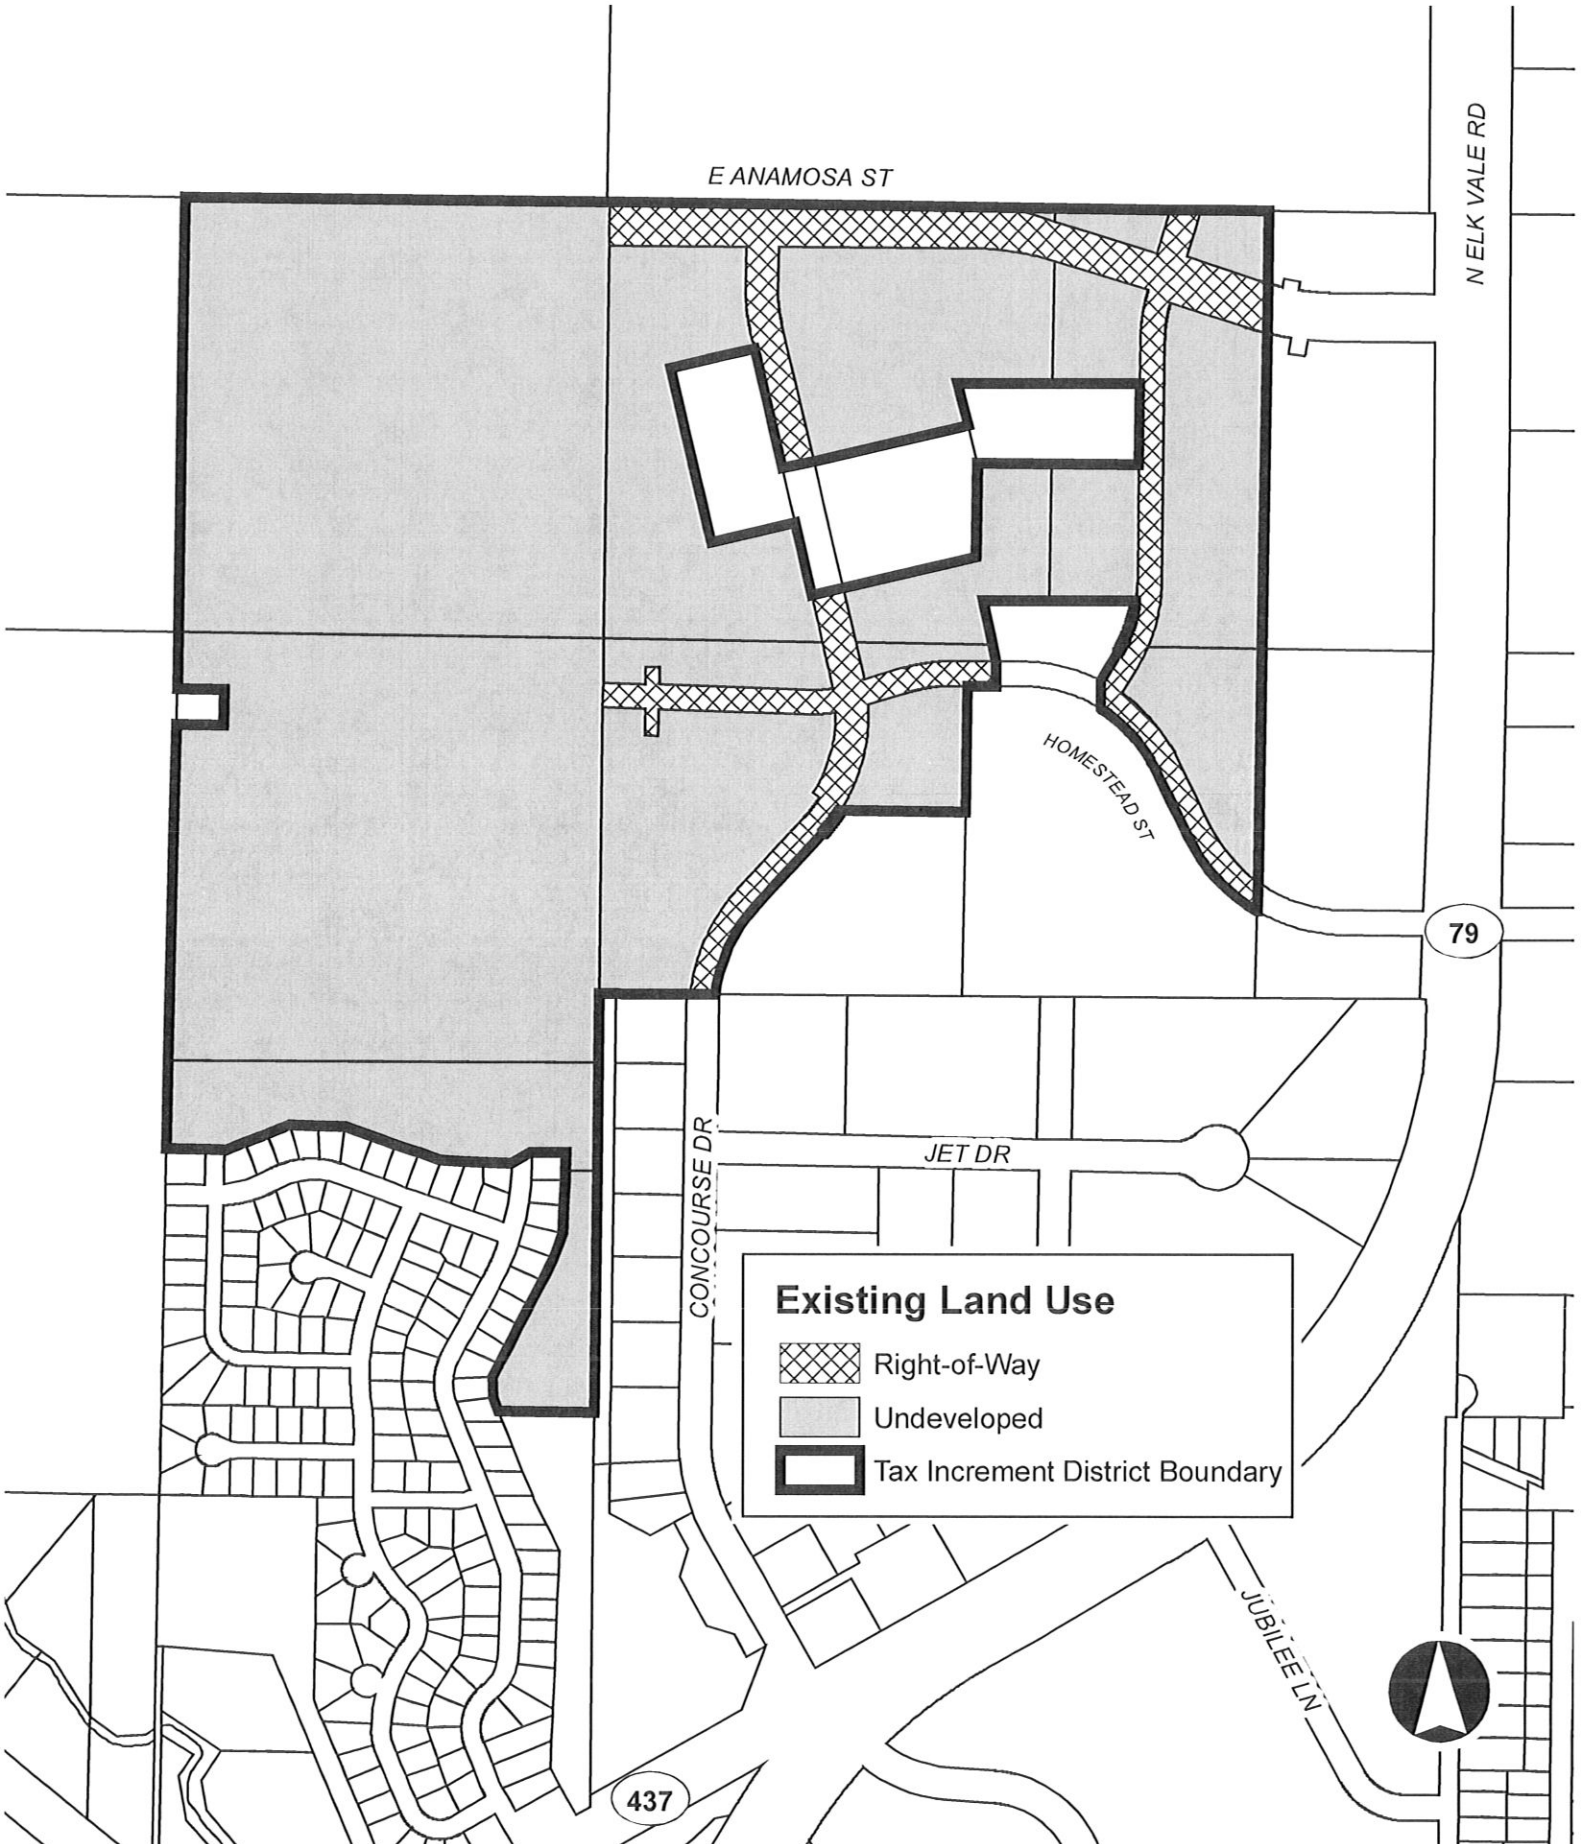 E ANAMOSA ST
N ELK VALE RD
HOMESTEAD ST
79
CONCOURSE DR
JET DR
Existing Land Use
Right-of-Way
Undeveloped
Tax Increment District Boundary
JUBILEE LN
437